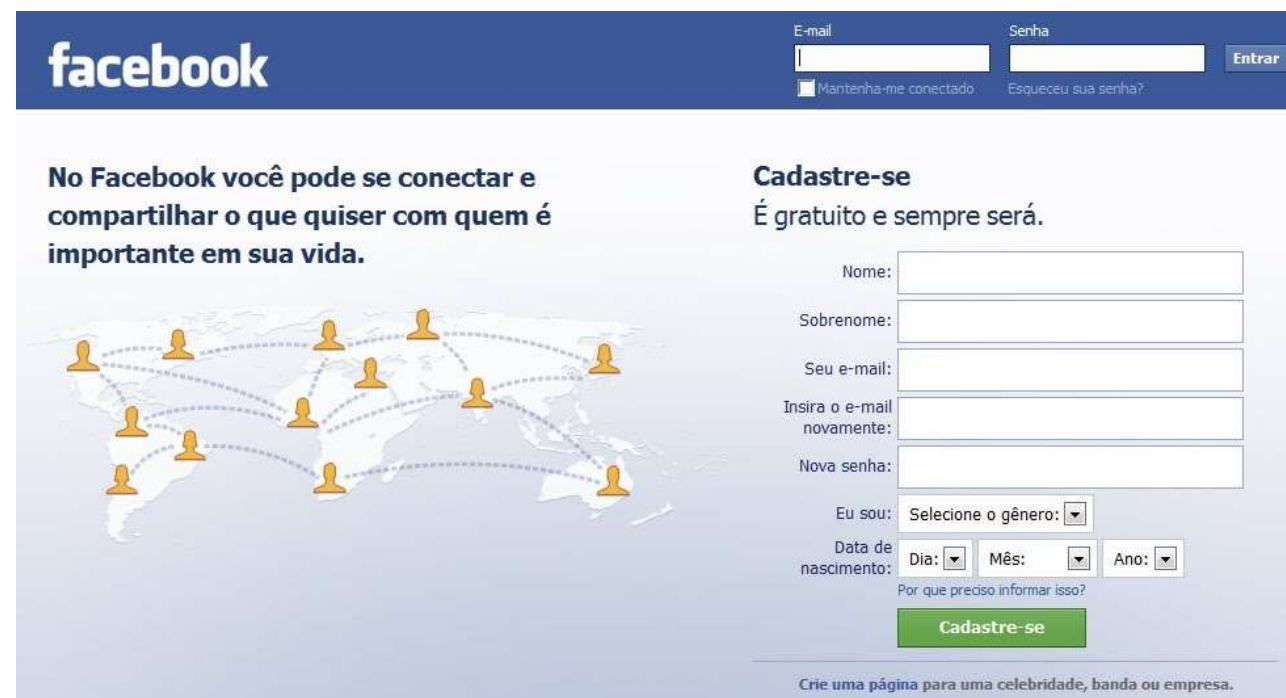 facebook
E-mail
Senha
Entrar
Mantenha-me conectado
Esqueceu sua senha?
No Facebook você pode se conectar e
compartilhar o que quiser com quem é
importante em sua vida.
Cadastre-se
É gratuito e sempre será.
Nome:
Sobrenome:
Seu e-mail:
Insira o e-mail
novamente:
Nova senha:
Eu sou: Selecione o gênero:
Data de
nascimento:
Dia: Mês: Ano:
Por que preciso informar isso?
Cadastre-se
Crie uma página para uma celebridade, banda ou empresa.